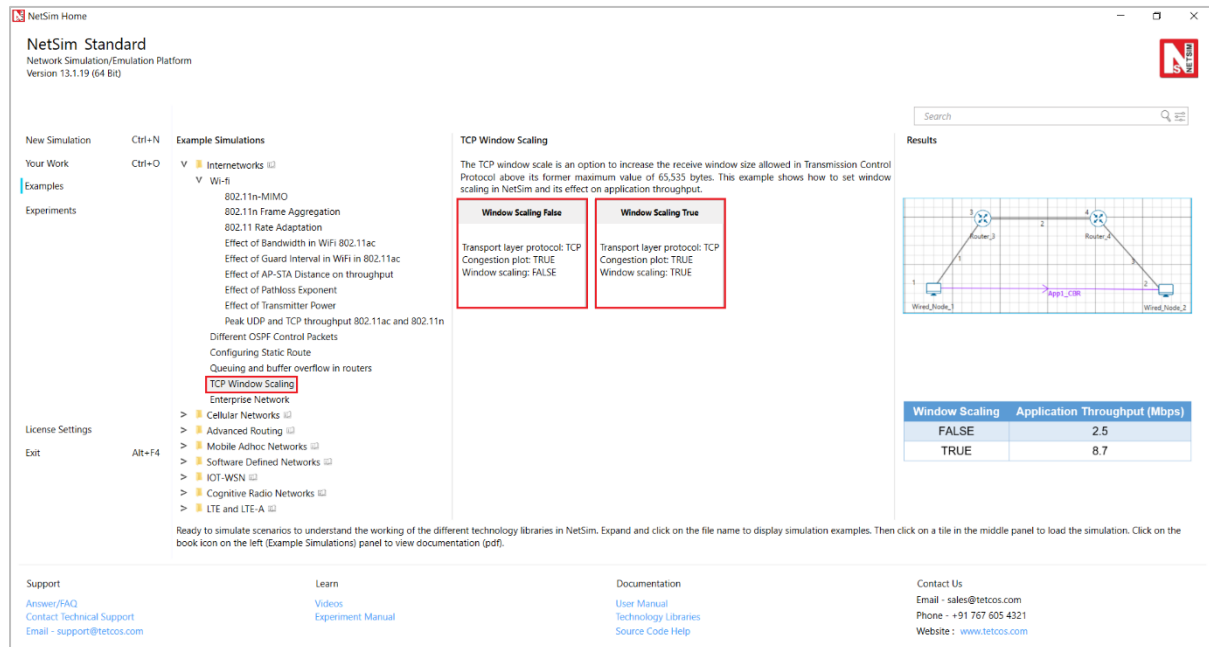 NetSim Home
NetSim Standard
Network Simulation/Emulation Platform
Version 13.1.19 (64 Bit)
NETSIM
Search
New Simulation Ctrl+N
Your Work Ctrl+O
Examples
Experiments
License Settings
Exit Alt+F4
Example Simulations
Internetworks
Wi-fi
802.11n-MIMO
802.11n Frame Aggregation
802.11 Rate Adaptation
Effect of Bandwidth in WiFi 802.11ac
Effect of Guard Interval in WiFi in 802.11ac
Effect of AP-STA Distance on throughput
Effect of Pathloss Exponent
Effect of Transmitter Power
Peak UDP and TCP throughput 802.11ac and 802.11n
Different OSPF Control Packets
Configuring Static Route
Queuing and buffer overflow in routers
TCP Window Scaling
Enterprise Network
> Cellular Networks
> Advanced Routing
> Mobile Adhoc Networks
> Software Defined Networks
> IOT-WSN
> Cognitive Radio Networks
> LTE and LTE-A
TCP Window Scaling
The TCP window scale is an option to increase the receive window size allowed in Transmission Control
Protocol above its former maximum value of 65,535 bytes. This example shows how to set window
scaling in NetSim and its effect on application throughput.
Window Scaling False
Transport layer protocol: TCP
Congestion plot: TRUE
Window scaling: FALSE
Window Scaling True
Transport layer protocol: TCP
Congestion plot: TRUE
Window scaling: TRUE
Results
3 4
2
Router_3 Router_4
1 3
1 2
App1_CBR
Wired_Node_1 Wired_Node_2
Window Scaling Application Throughput (Mbps)
FALSE 2.5
TRUE 8.7
Ready to simulate scenarios to understand the working of the different technology libraries in NetSim. Expand and click on the file name to display simulation examples. Then click on a tile in the middle panel to load the simulation. Click on the
book icon on the left (Example Simulations) panel to view documentation (pdf).
Support
Answer/FAQ
Contact Technical Support
Email - support@tetcos.com
Learn
Videos
Experiment Manual
Documentation
User Manual
Technology Libraries
Source Code Help
Contact Us
Email - sales@tetcos.com
Phone - +91 767 605 4321
Website : www.tetcos.com